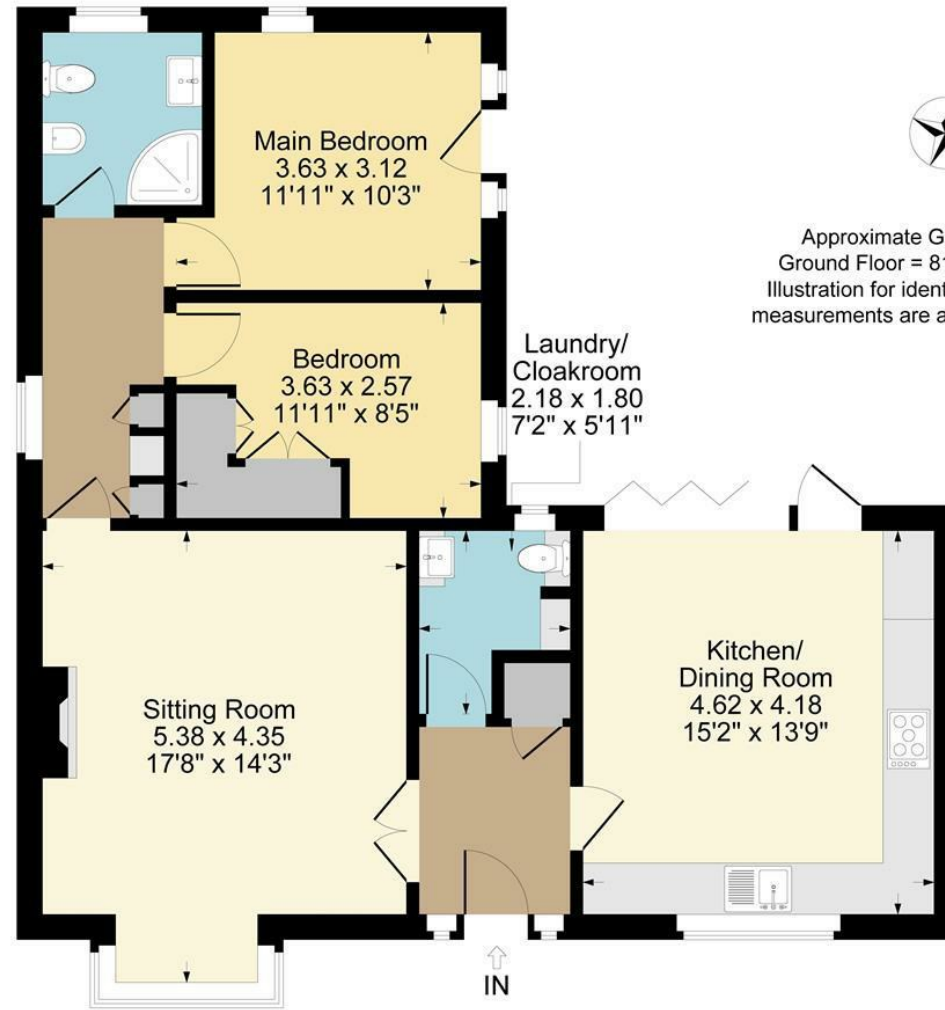 Main Bedroom
3.63 x 3.12
11'11" x 10'3"
Approximate G
Ground Floor = 81
Illustration for ident
measurements are a
Laundry/
Cloakroom
2.18 x 1.80
7'2" x 5'11"
Bedroom
3.63 x 2.57
11'11" x 8'5"
Kitchen/
Dining Room
4.62 x 4.18
15'2" x 13'9"
Sitting Room
5.38 x 4.35
17'8" x 14'3"
IN